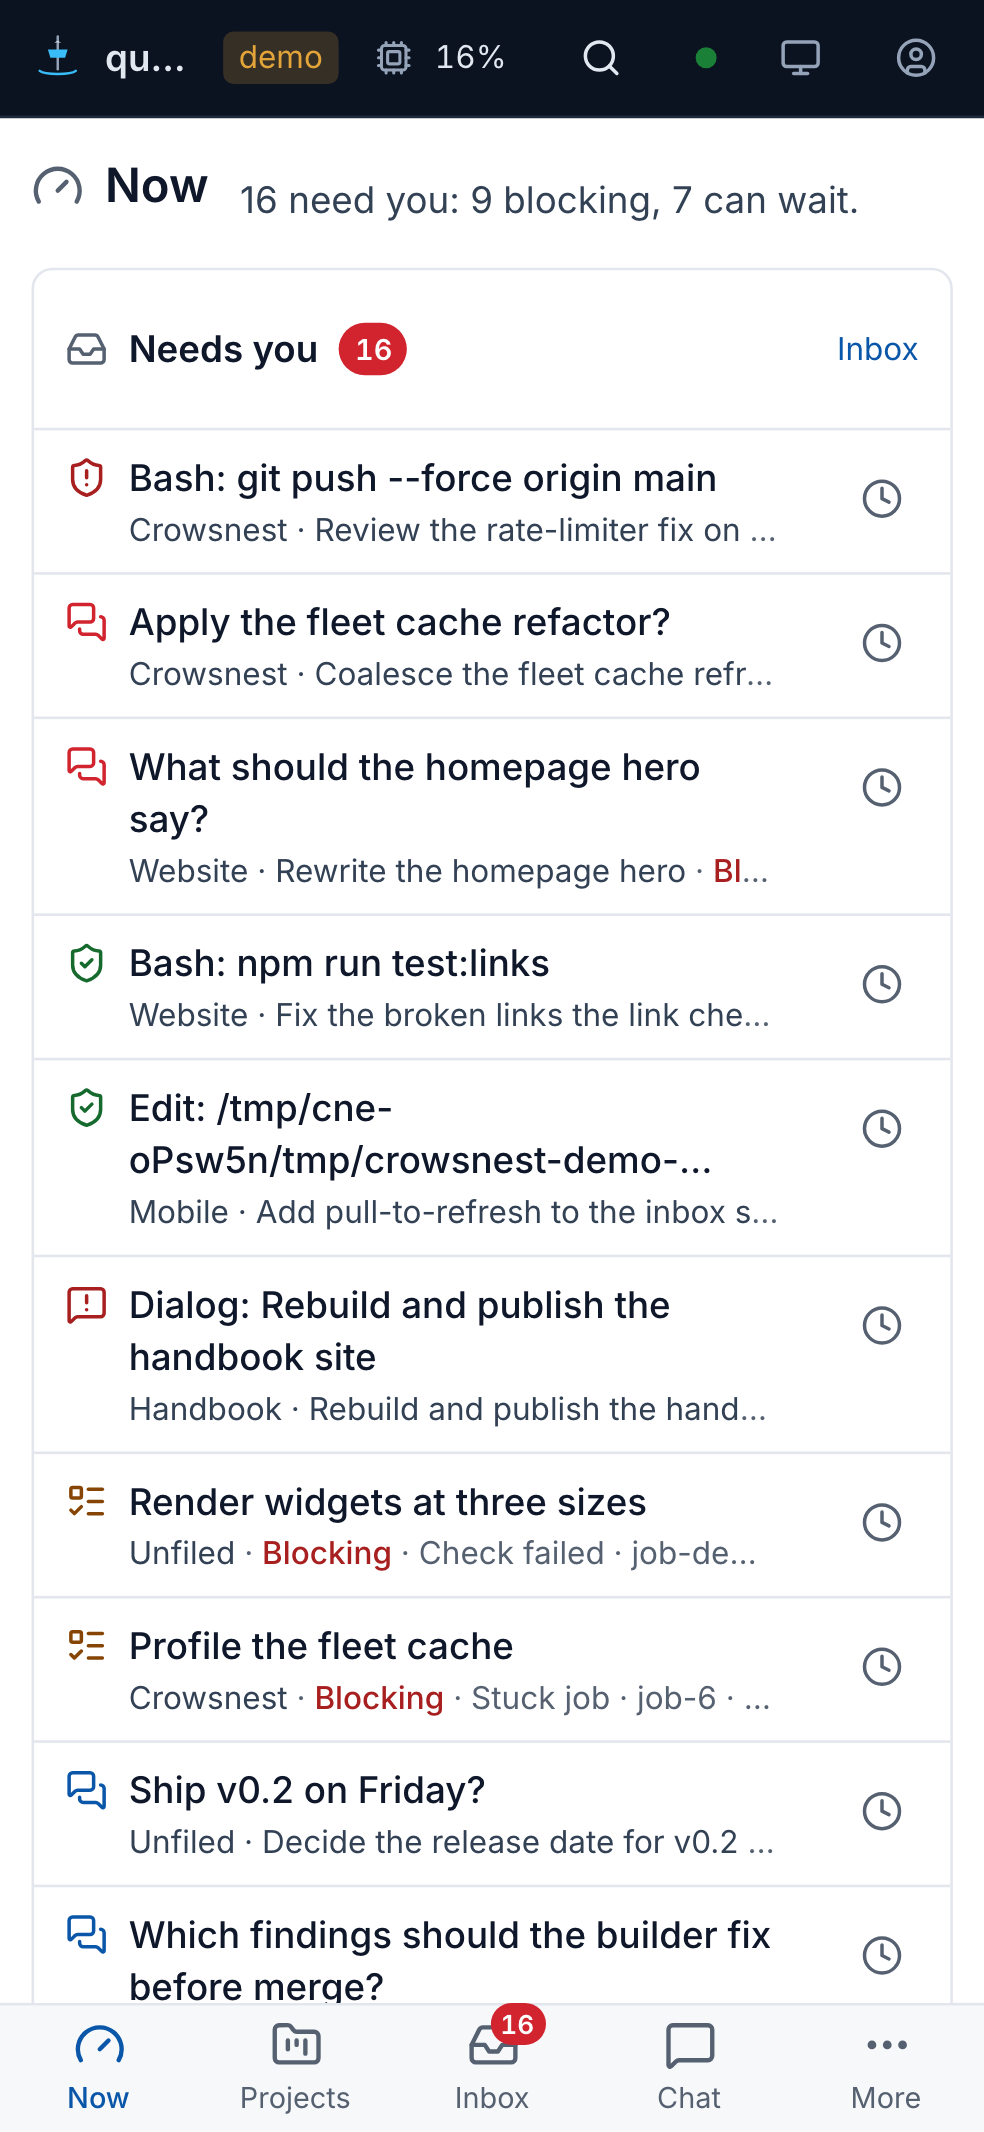 qu...
demo
16%
Now
16 need you: 9 blocking, 7 can wait.
Needs you
16
Inbox
Bash: git push --force origin main
Crowsnest · Review the rate-limiter fix on ...
Apply the fleet cache refactor?
Crowsnest · Coalesce the fleet cache refr...
What should the homepage hero
say?
Website · Rewrite the homepage hero · Bl...
Bash: npm run test:links
Website · Fix the broken links the link che...
Edit: /tmp/cne-
oPsw5n/tmp/crowsnest-demo-...
Mobile · Add pull-to-refresh to the inbox s...
Dialog: Rebuild and publish the
handbook site
Handbook · Rebuild and publish the hand...
Render widgets at three sizes
Unfiled · Blocking · Check failed · job-de...
Profile the fleet cache
Crowsnest · Blocking · Stuck job · job-6 · ...
Ship v0.2 on Friday?
Unfiled · Decide the release date for v0.2 ...
Which findings should the builder fix
before merge?
16
Now
Projects
Inbox
Chat
More